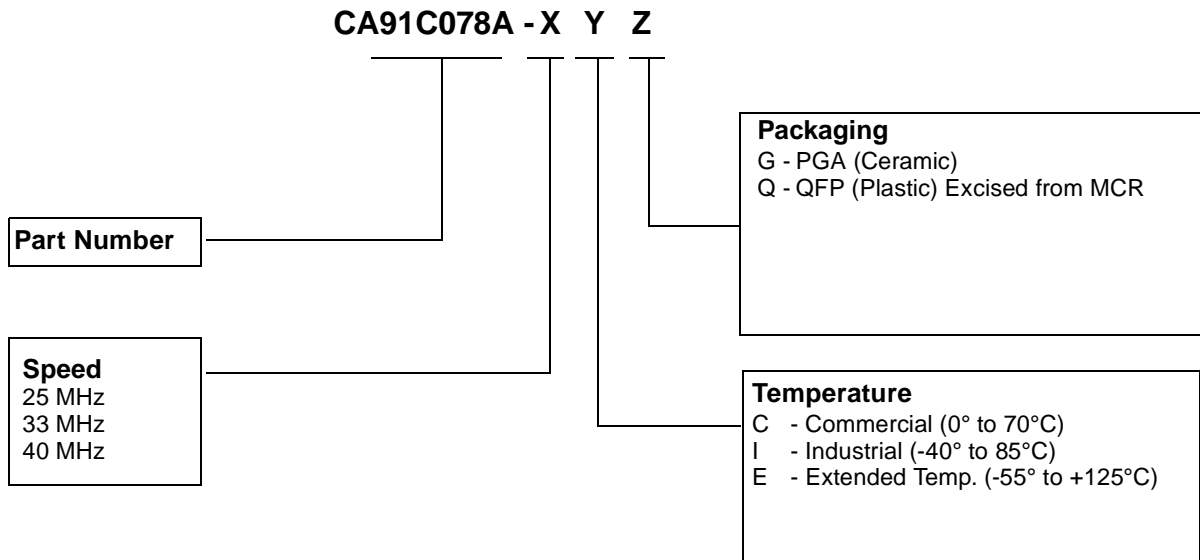 CA91C078A - X Y Z
Packaging
G - PGA (Ceramic)
Q - QFP (Plastic) Excised from MCR
Part Number
Speed
25 MHz
33 MHz
40 MHz
Temperature
C - Commercial (0° to 70°C)
I - Industrial (-40° to 85°C)
E - Extended Temp. (-55° to +125°C)